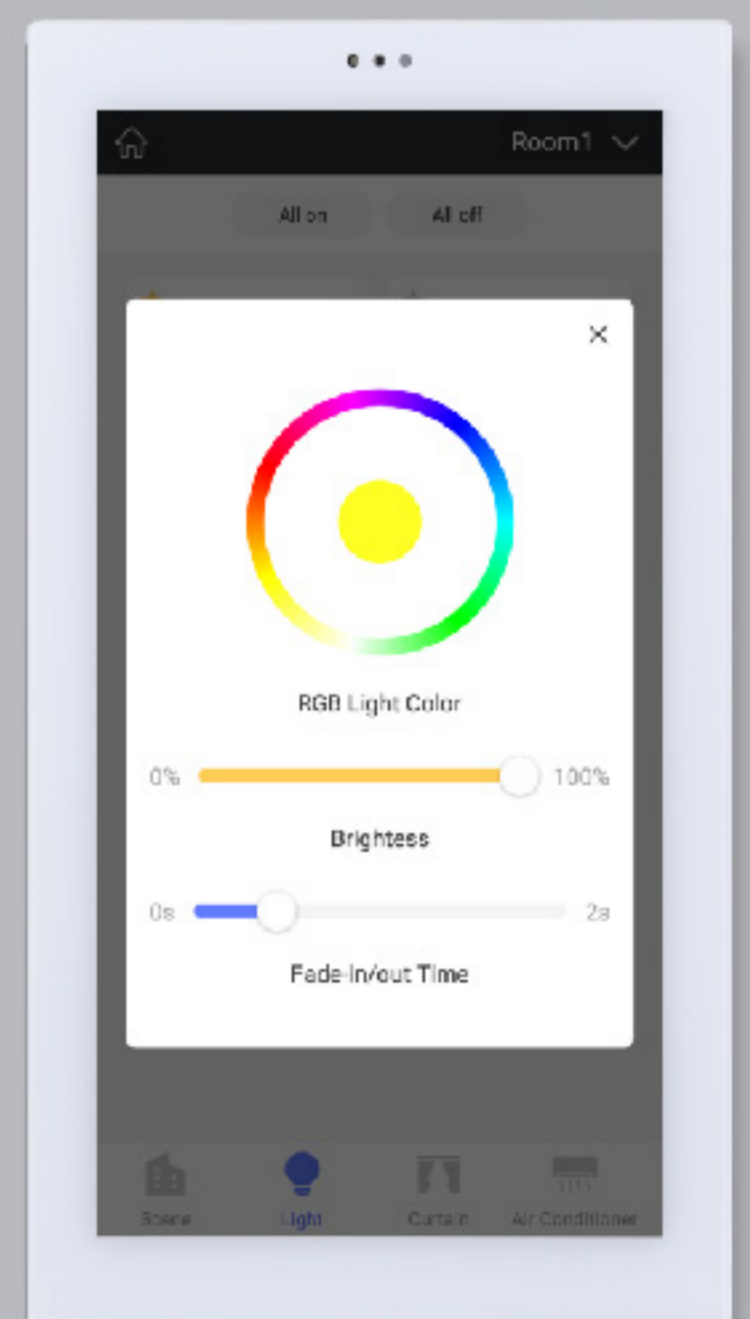 Room1
All on All off
RGB Light Color
0% 100%
Brightess
0s 2s
Fade-in/out Time
Scene Light Curtain Air Conditioner